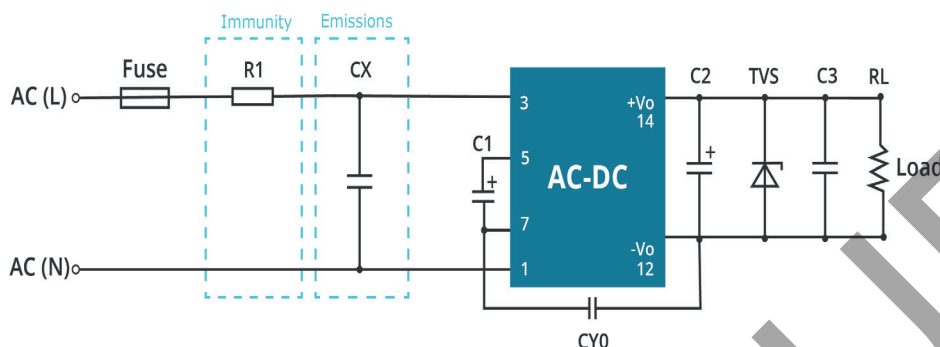 Immunity
Emissions
Fuse
R1
CX
C2
TVS
C3
RL
AC (L)
3
+Vo
14
C1
5
AC-DC
Load
7
-Vo
AC (N)
1
12
CY0